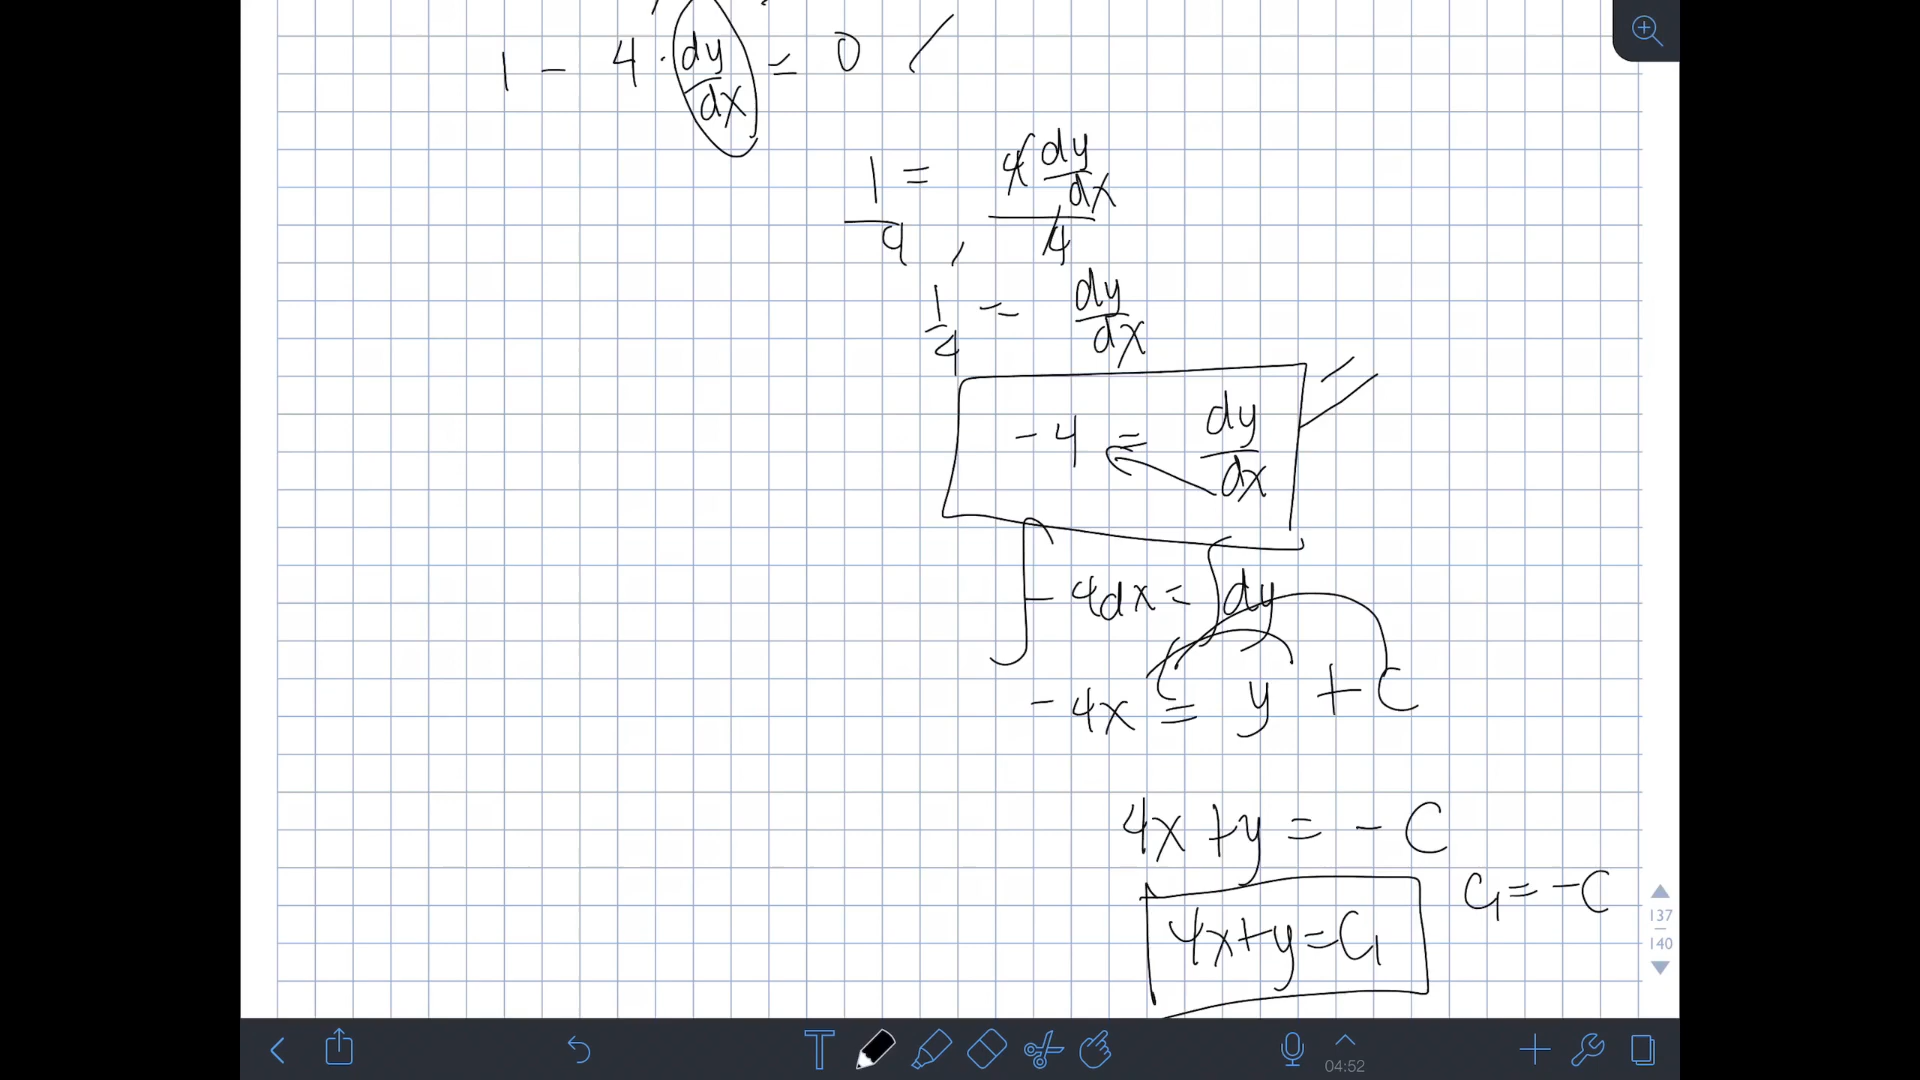 1 - 4 · dy/dx = 0
1/4 = 4 dy/dx / 4
1/4 = dy/dx
-4 = dy/dx
∫ -4dx = ∫ dy
-4x = y + C
4x + y = - C
C1 = -C
4x+y=C1
137
140
T
04:52